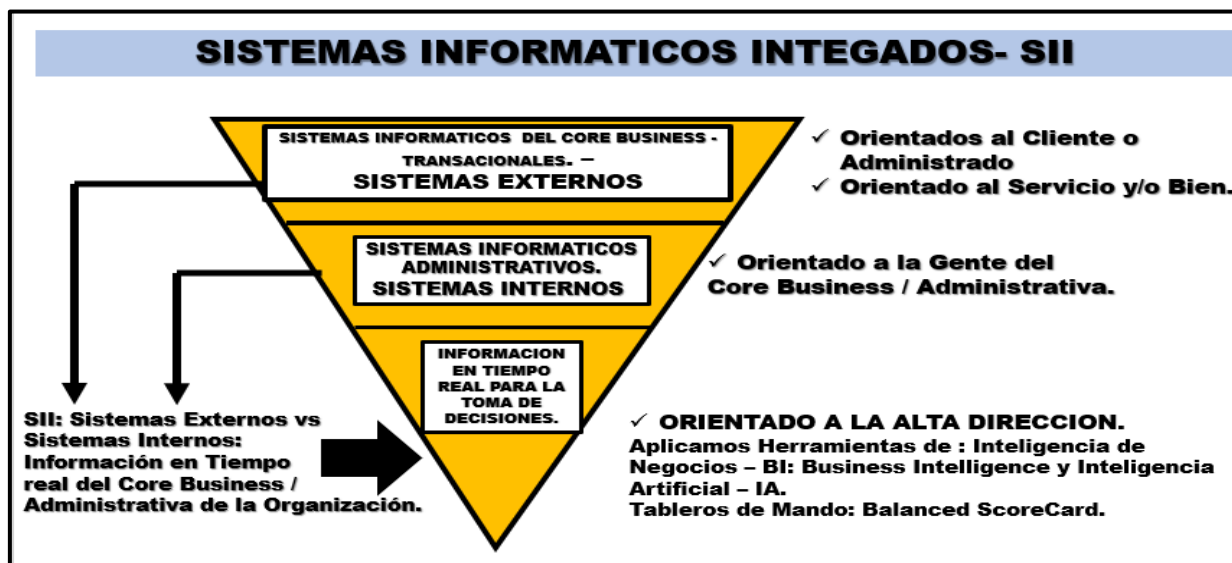 SISTEMAS INFORMATICOS INTEGADOS- SII
SISTEMAS INFORMATICOS DEL CORE BUSINESS -
TRANSACIONALES. –
SISTEMAS EXTERNOS
✓ Orientados al Cliente o
Administrado
✓ Orientado al Servicio y/o Bien.
SISTEMAS INFORMATICOS
ADMINISTRATIVOS.
SISTEMAS INTERNOS
✓ Orientado a la Gente del
Core Business / Administrativa.
INFORMACION
EN TIEMPO
REAL PARA LA
TOMA DE
DECISIONES.
SII: Sistemas Externos vs
Sistemas Internos:
Información en Tiempo
real del Core Business /
Administrativa de la Organización.
✓ ORIENTADO A LA ALTA DIRECCION.
Aplicamos Herramientas de : Inteligencia de
Negocios – BI: Business Intelligence y Inteligencia
Artificial – IA.
Tableros de Mando: Balanced ScoreCard.